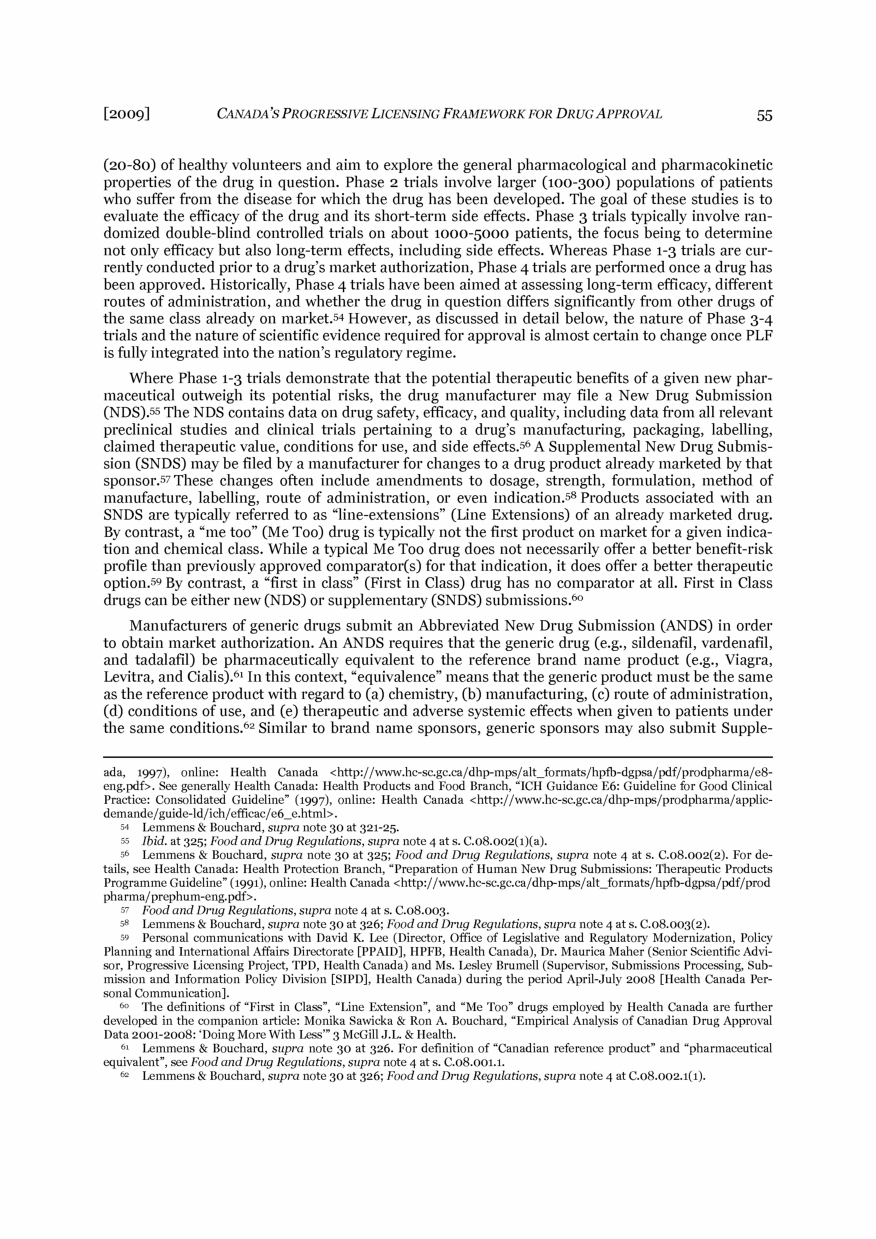 [2009] CANADA'S PROGRESSIVE LICENSING FRAMEWORK FOR DRUG APPROVAL 55
(20-80) of healthy volunteers and aim to explore the general pharmacological and pharmacokinetic
properties of the drug in question. Phase 2 trials involve larger (100-300) populations of patients
who suffer from the disease for which the drug has been developed. The goal of these studies is to
evaluate the efficacy of the drug and its short-term side effects. Phase 3 trials typically involve ran-
domized double-blind controlled trials on about 1000-5000 patients, the focus being to determine
not only efficacy but also long-term effects, including side effects. Whereas Phase 1-3 trials are cur-
rently conducted prior to a drug's market authorization, Phase 4 trials are performed once a drug has
been approved. Historically, Phase 4 trials have been aimed at assessing long-term efficacy, different
routes of administration, and whether the drug in question differs significantly from other drugs of
the same class already on market.54 However, as discussed in detail below, the nature of Phase 3-4
trials and the nature of scientific evidence required for approval is almost certain to change once PLF
is fully integrated into the nation's regulatory regime.
Where Phase 1-3 trials demonstrate that the potential therapeutic benefits of a given new phar-
maceutical outweigh its potential risks, the drug manufacturer may file a New Drug Submission
(NDS).55 The NDS contains data on drug safety, efficacy, and quality, including data from all relevant
preclinical studies and clinical trials pertaining to a drug's manufacturing, packaging, labelling,
claimed therapeutic value, conditions for use, and side effects.56 A Supplemental New Drug Submis-
sion (SNDS) may be filed by a manufacturer for changes to a drug product already marketed by that
sponsor.57 These changes often include amendments to dosage, strength, formulation, method of
manufacture, labelling, route of administration, or even indication.58 Products associated with an
SNDS are typically referred to as "line-extensions" (Line Extensions) of an already marketed drug.
By contrast, a "me too" (Me Too) drug is typically not the first product on market for a given indica-
tion and chemical class. While a typical Me Too drug does not necessarily offer a better benefit-risk
profile than previously approved comparator(s) for that indication, it does offer a better therapeutic
option.59 By contrast, a "first in class" (First in Class) drug has no comparator at all. First in Class
drugs can be either new (NDS) or supplementary (SNDS) submissions.60
Manufacturers of generic drugs submit an Abbreviated New Drug Submission (ANDS) in order
to obtain market authorization. An ANDS requires that the generic drug (e.g., sildenafil, vardenafil,
and tadalafil) be pharmaceutically equivalent to the reference brand name product (e.g., Viagra,
Levitra, and Cialis).61 In this context, "equivalence" means that the generic product must be the same
as the reference product with regard to (a) chemistry, (b) manufacturing, (c) route of administration,
(d) conditions of use, and (e) therapeutic and adverse systemic effects when given to patients under
the same conditions.62 Similar to brand name sponsors, generic sponsors may also submit Supple-
ada, 1997), online: Health Canada <http://www.hc-sc.gc.ca/dhp-mps/alt_formats/hpfb-dgpsa/pdf/prodpharma/e8-
eng.pdf>. See generally Health Canada: Health Products and Food Branch, "ICH Guidance E6: Guideline for Good Clinical
Practice: Consolidated Guideline" (1997), online: Health Canada <http://www.hc-sc.gc.ca/dhp-mps/prodpharma/applic-
demande/guide-ld/ich/efficac/e6_e.html>.
54 Lemmens & Bouchard, supra note 30 at 321-25.
55 Ibid. at 325; Food and Drug Regulations, supra note 4 at s. C.08.002(1)(a).
56 Lemmens & Bouchard, supra note 30 at 325; Food and Drug Regulations, supra note 4 at s. C.08.002(2). For de-
tails, see Health Canada: Health Protection Branch, "Preparation of Human New Drug Submissions: Therapeutic Products
Programme Guideline" (1991), online: Health Canada <http://www.hc-sc.gc.ca/dhp-mps/alt_formats/hpfb-dgpsa/pdf/prod
pharma/prephum-eng.pdf>.
57 Food and Drug Regulations, supra note 4 at s. C.08.003.
58 Lemmens & Bouchard, supra note 30 at 326; Food and Drug Regulations, supra note 4 at s. C.08.003(2).
59 Personal communications with David K. Lee (Director, Office of Legislative and Regulatory Modernization, Policy
Planning and International Affairs Directorate [PPAID], HPFB, Health Canada), Dr. Maurica Maher (Senior Scientific Advi-
sor, Progressive Licensing Project, TPD, Health Canada) and Ms. Lesley Brumell (Supervisor, Submissions Processing, Sub-
mission and Information Policy Division [SIPD], Health Canada) during the period April-July 2008 [Health Canada Per-
sonal Communication].
60 The definitions of "First in Class", "Line Extension", and "Me Too" drugs employed by Health Canada are further
developed in the companion article: Monika Sawicka & Ron A. Bouchard, "Empirical Analysis of Canadian Drug Approval
Data 2001-2008: 'Doing More With Less'" 3 McGill J.L. & Health.
61 Lemmens & Bouchard, supra note 30 at 326. For definition of "Canadian reference product" and "pharmaceutical
equivalent", see Food and Drug Regulations, supra note 4 at s. C.08.001.1.
62 Lemmens & Bouchard, supra note 30 at 326; Food and Drug Regulations, supra note 4 at C.08.002.1(1).